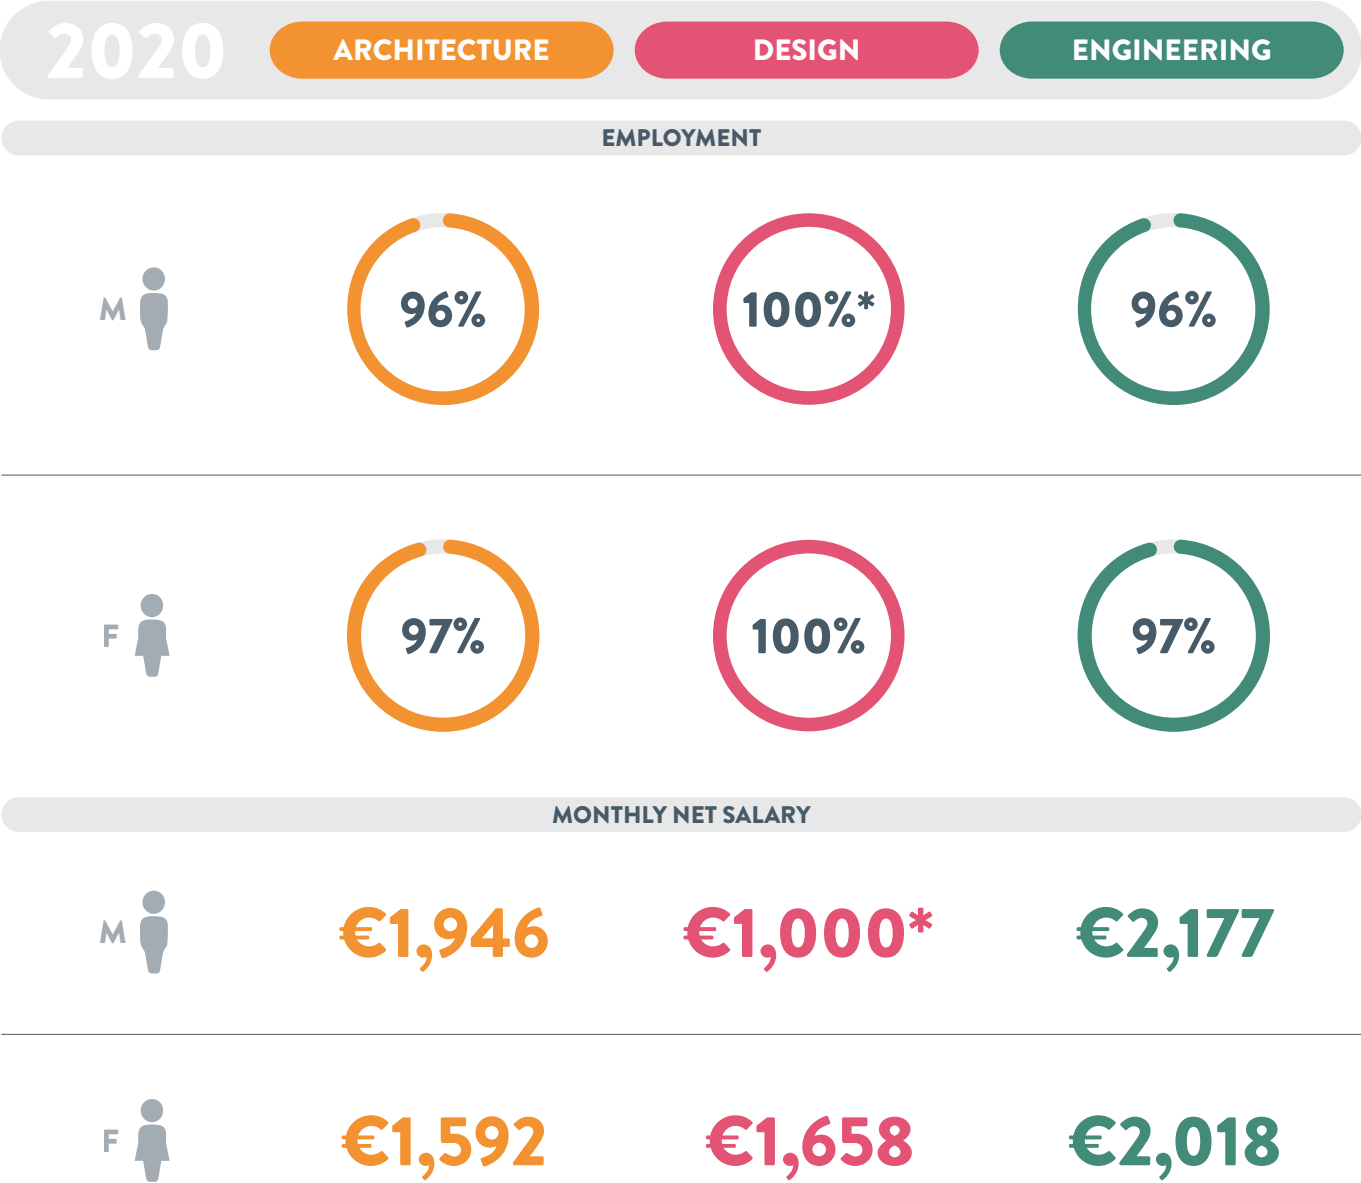 2020 ARCHITECTURE DESIGN ENGINEERING
EMPLOYMENT
M 96% 100%* 96%
F 97% 100% 97%
MONTHLY NET SALARY
M €1,946 €1,000* €2,177
F €1,592 €1,658 €2,018